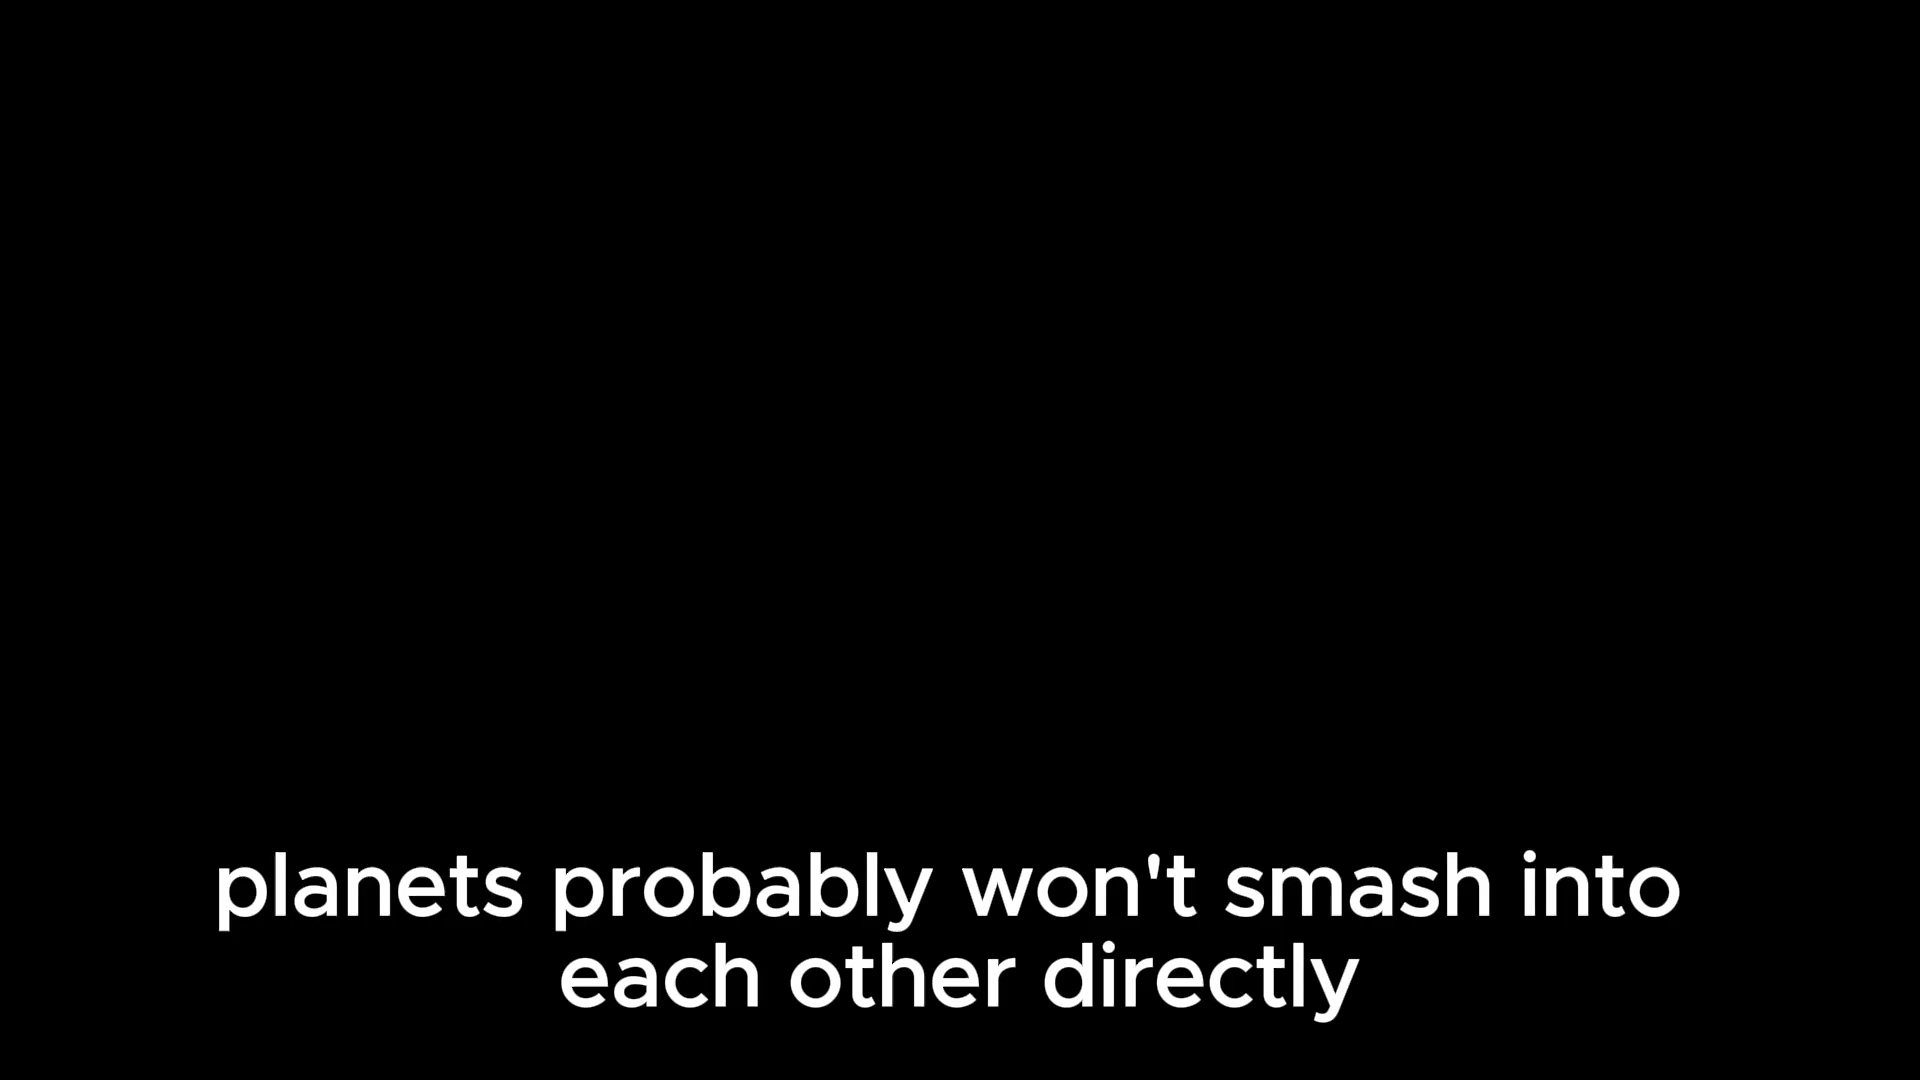 planets probably won't smash into
each other directly